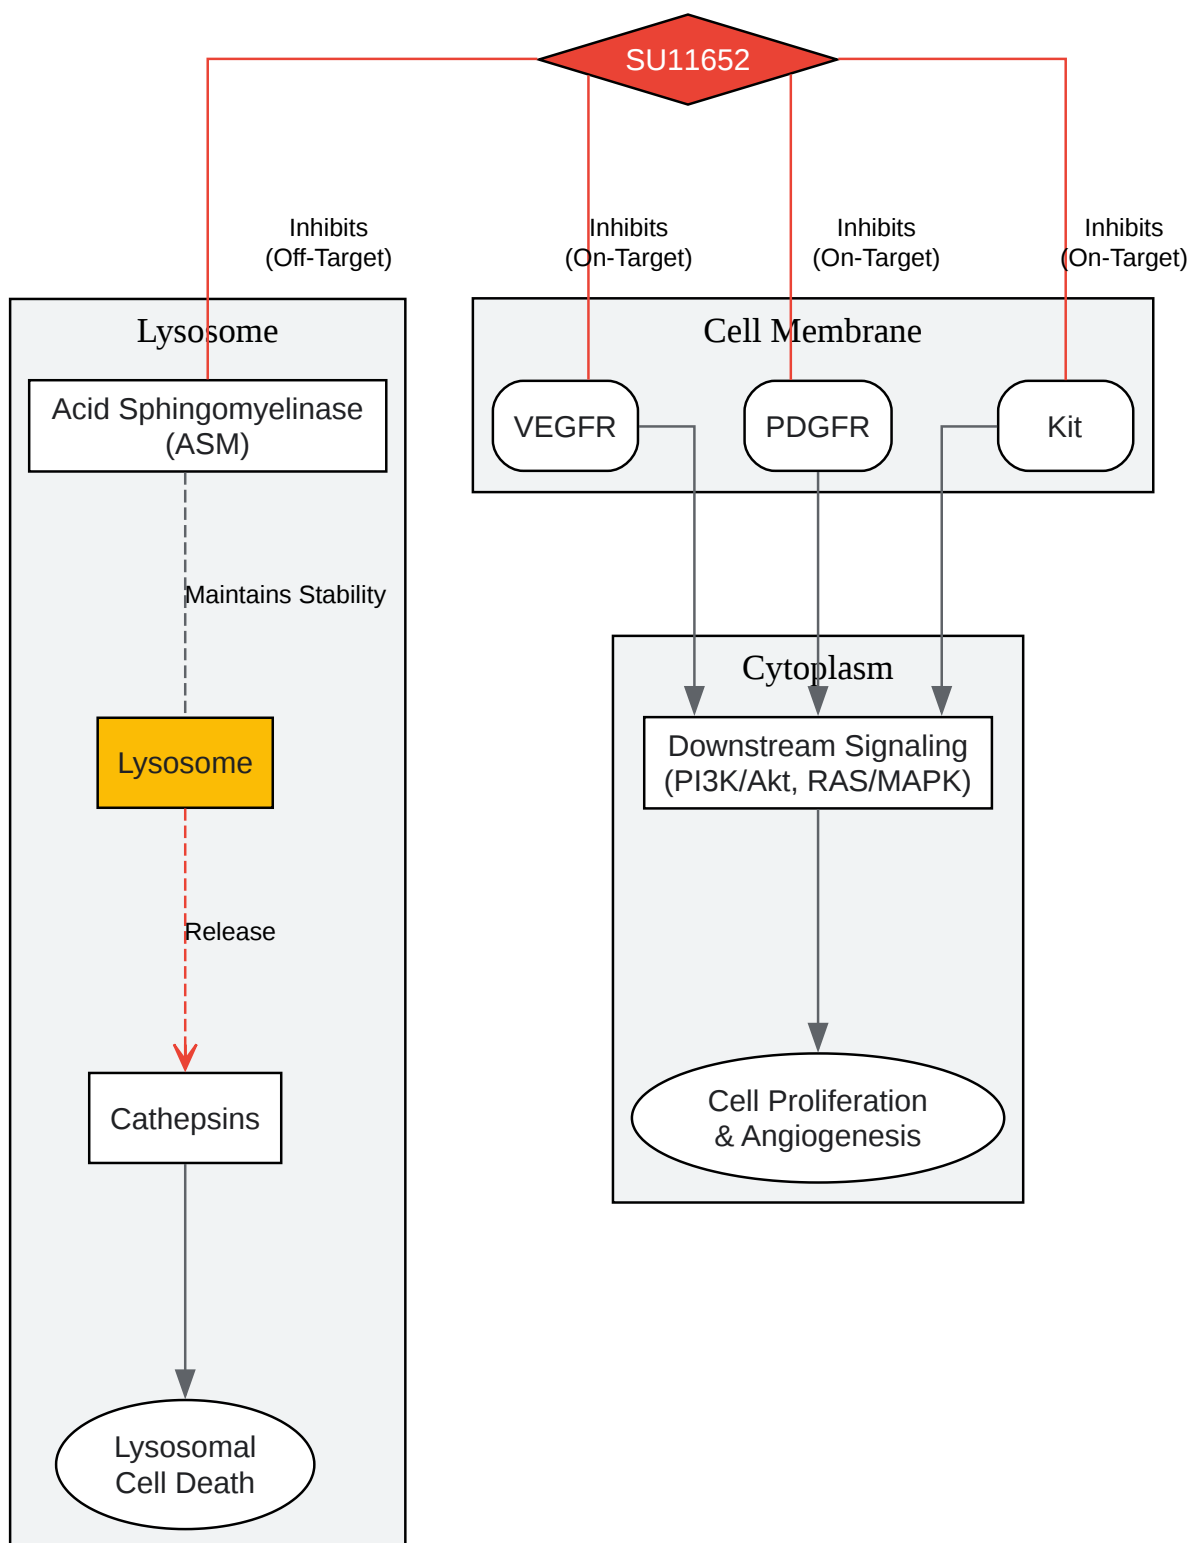 SU11652
Inhibits
(Off-Target)
Inhibits
(On-Target)
Inhibits
(On-Target)
Inhibits
(On-Target)
Lysosome
Acid Sphingomyelinase
(ASM)
Maintains Stability
Lysosome
Release
Cathepsins
Lysosomal
Cell Death
Cell Membrane
VEGFR
PDGFR
Kit
Cytoplasm
Downstream Signaling
(PI3K/Akt, RAS/MAPK)
Cell Proliferation
& Angiogenesis